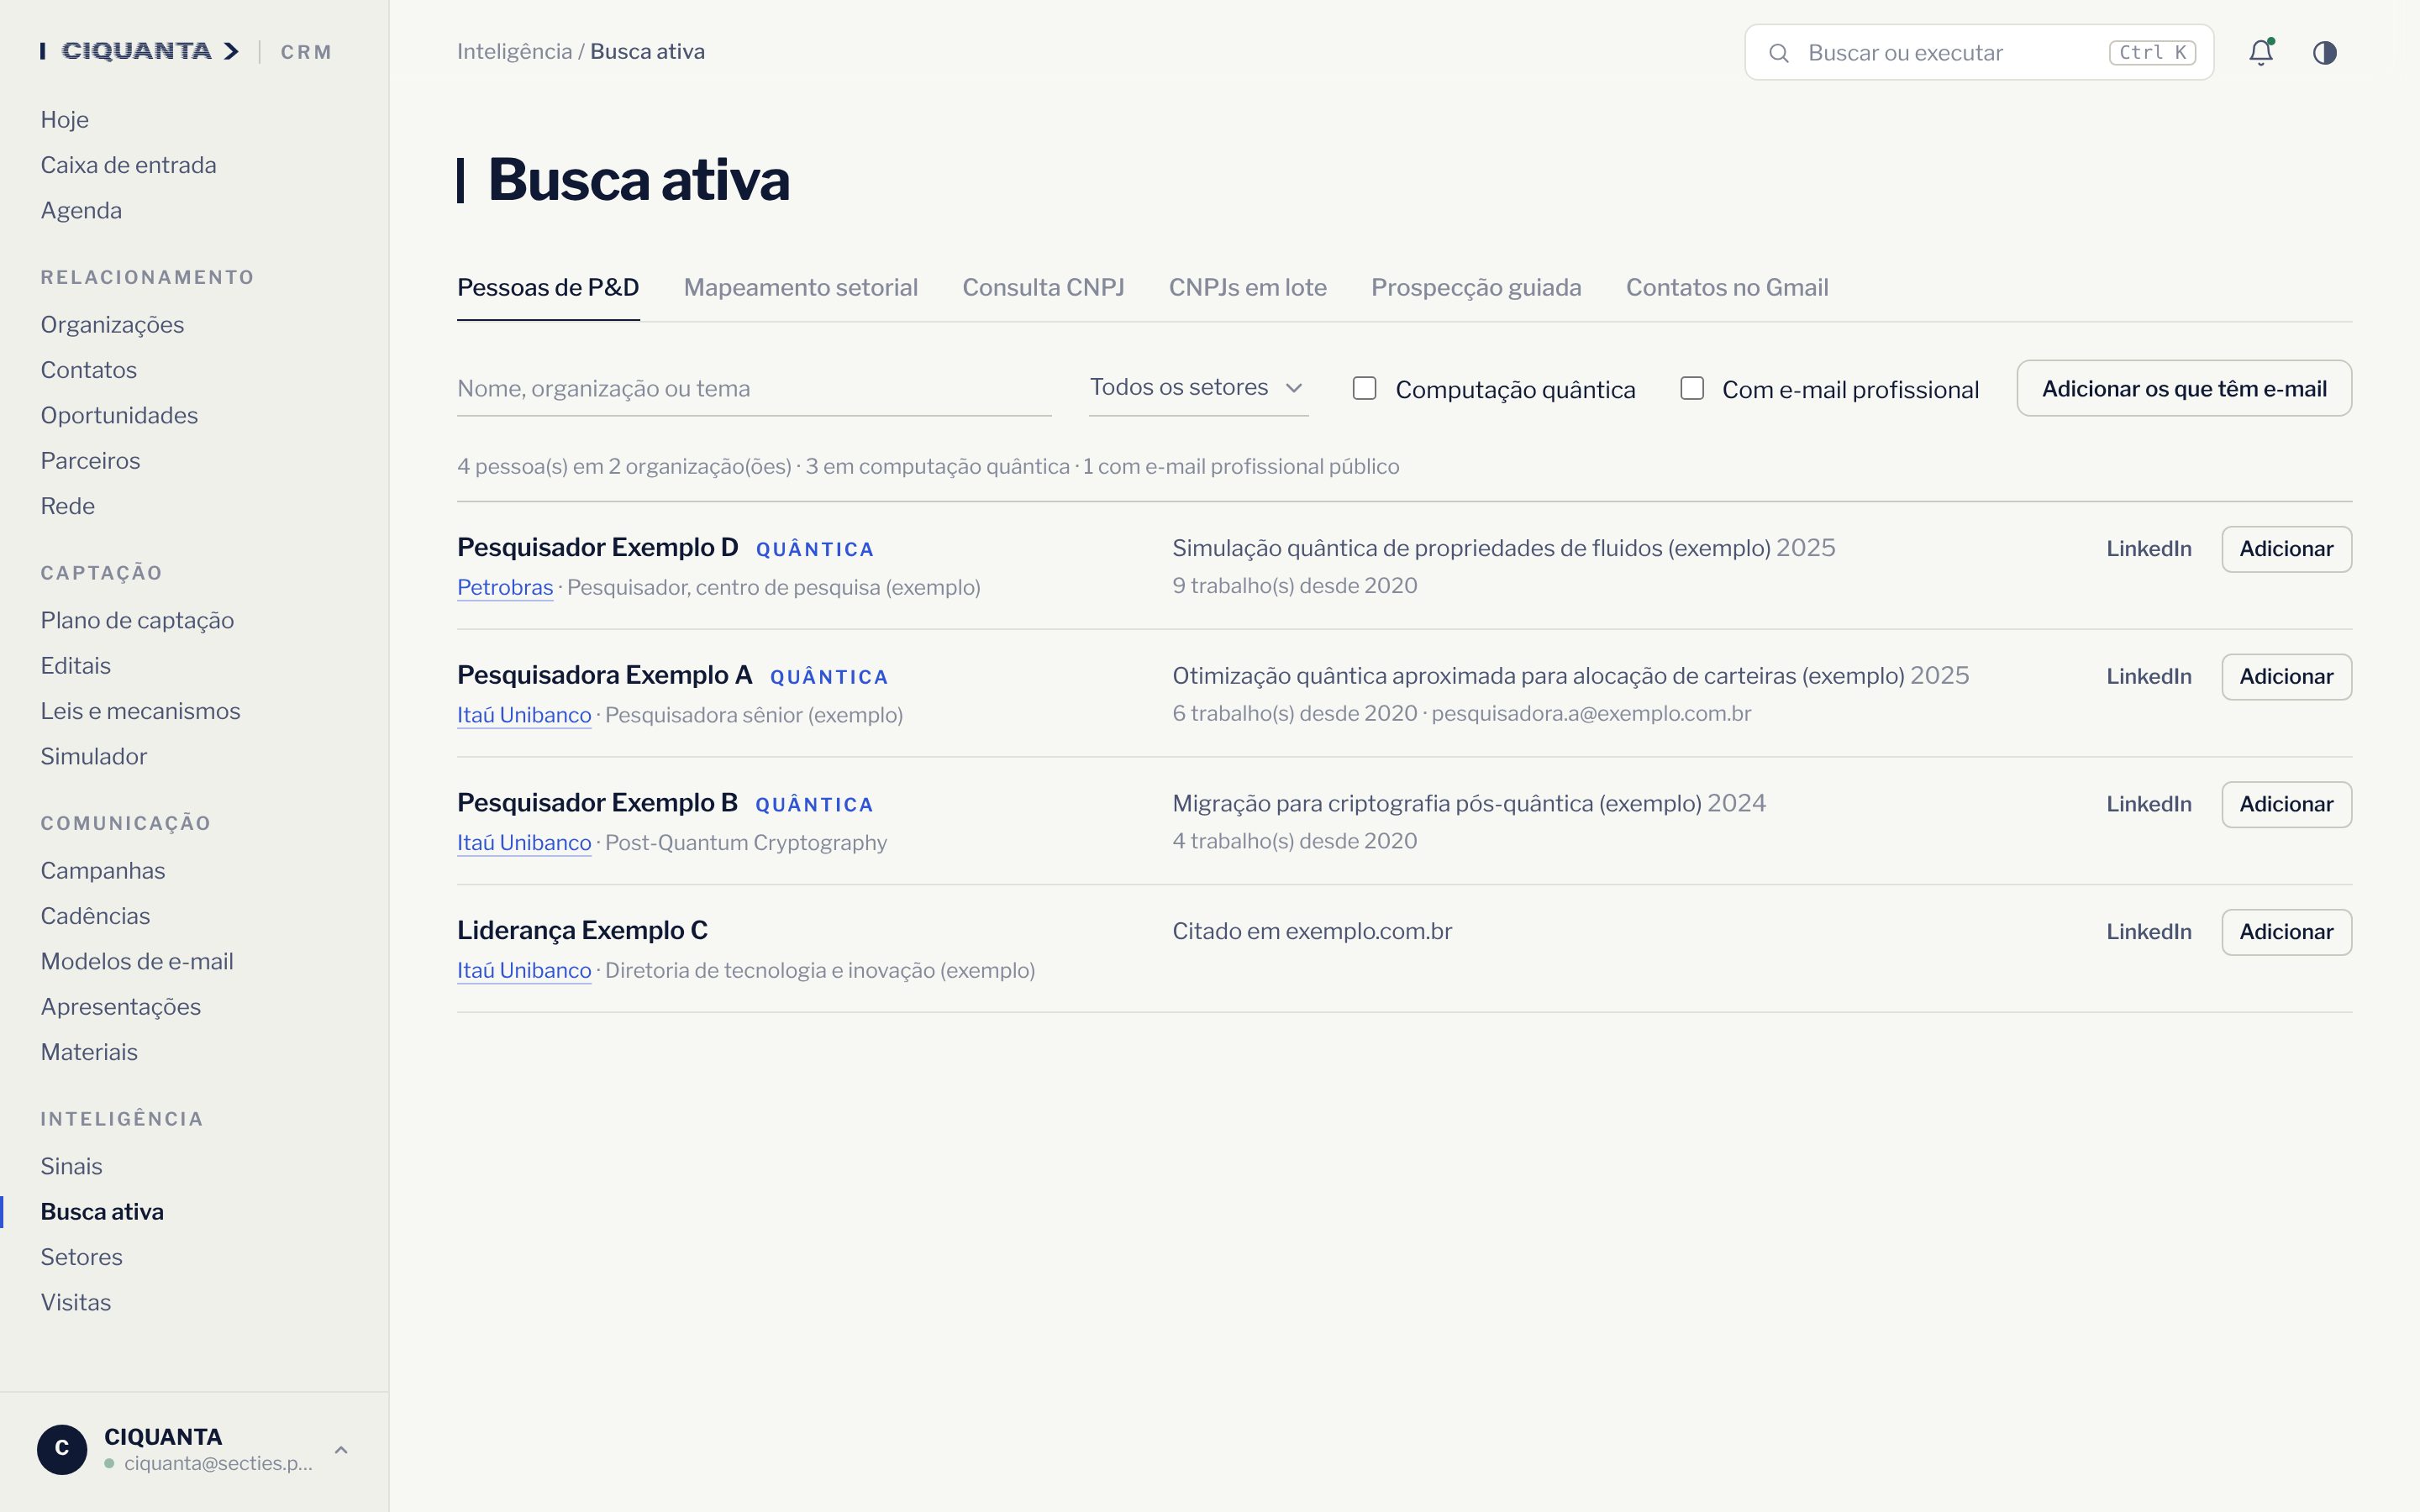 CIQUANTA
CRM
Hoje
Caixa de entrada
Agenda
RELACIONAMENTO
Organizações
Contatos
Oportunidades
Parceiros
Rede
CAPTAÇÃO
Plano de captação
Editais
Leis e mecanismos
Simulador
COMUNICAÇÃO
Campanhas
Cadências
Modelos de e-mail
Apresentações
Materiais
INTELIGÊNCIA
Sinais
Busca ativa
Setores
Visitas
C
CIQUANTA
ciquanta@secties.p...
Inteligência / Busca ativa
Buscar ou executar Ctrl K
Busca ativa
Pessoas de P&D Mapeamento setorial Consulta CNPJ CNPJs em lote Prospecção guiada Contatos no Gmail
Nome, organização ou tema Todos os setores Computação quântica Com e-mail profissional Adicionar os que têm e-mail
4 pessoa(s) em 2 organização(ões) · 3 em computação quântica · 1 com e-mail profissional público
Pesquisador Exemplo D QUÂNTICA
Petrobras · Pesquisador, centro de pesquisa (exemplo)
Simulação quântica de propriedades de fluidos (exemplo) 2025
9 trabalho(s) desde 2020
LinkedIn Adicionar
Pesquisadora Exemplo A QUÂNTICA
Itaú Unibanco · Pesquisadora sênior (exemplo)
Otimização quântica aproximada para alocação de carteiras (exemplo) 2025
6 trabalho(s) desde 2020 · pesquisadora.a@exemplo.com.br
LinkedIn Adicionar
Pesquisador Exemplo B QUÂNTICA
Itaú Unibanco · Post-Quantum Cryptography
Migração para criptografia pós-quântica (exemplo) 2024
4 trabalho(s) desde 2020
LinkedIn Adicionar
Liderança Exemplo C
Itaú Unibanco · Diretoria de tecnologia e inovação (exemplo)
Citado em exemplo.com.br
LinkedIn Adicionar